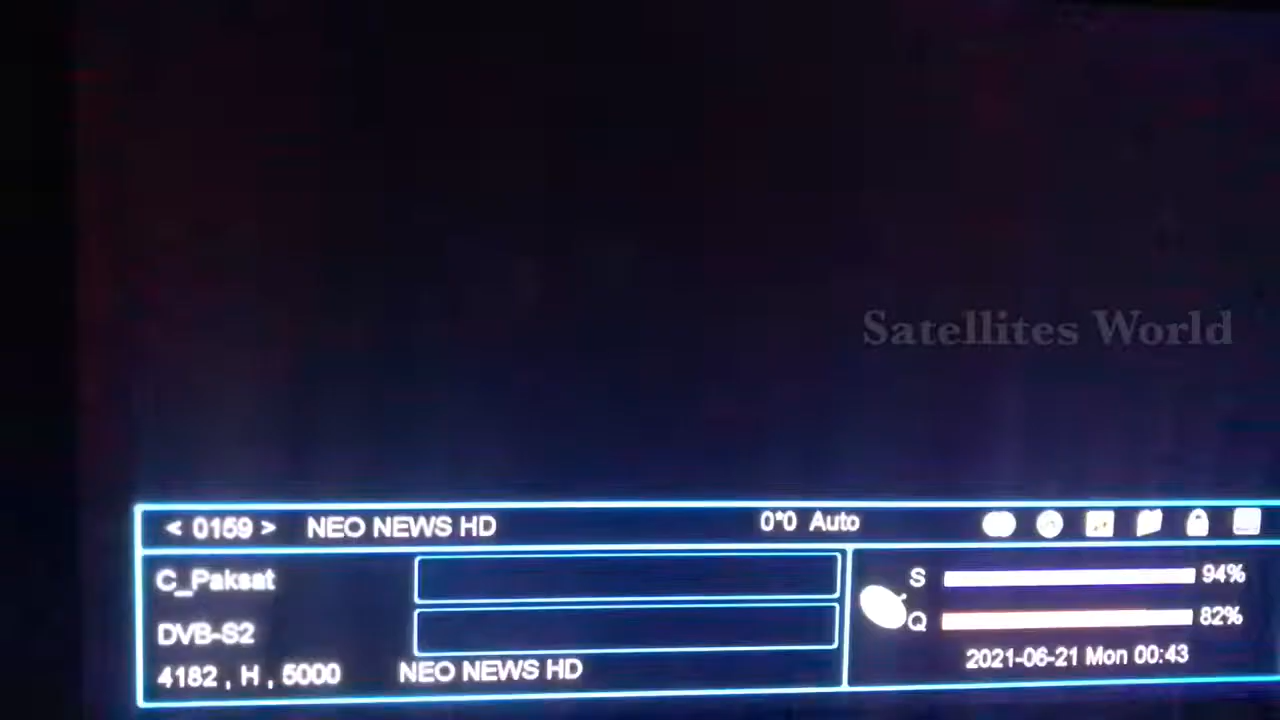 Satellites World
< 0159 > NEO NEWS HD 0*0 Auto
C_Paksat
S 94%
DVB-S2
Q 82%
4182 , H , 5000 NEO NEWS HD
2021-06-21 Mon 00:43